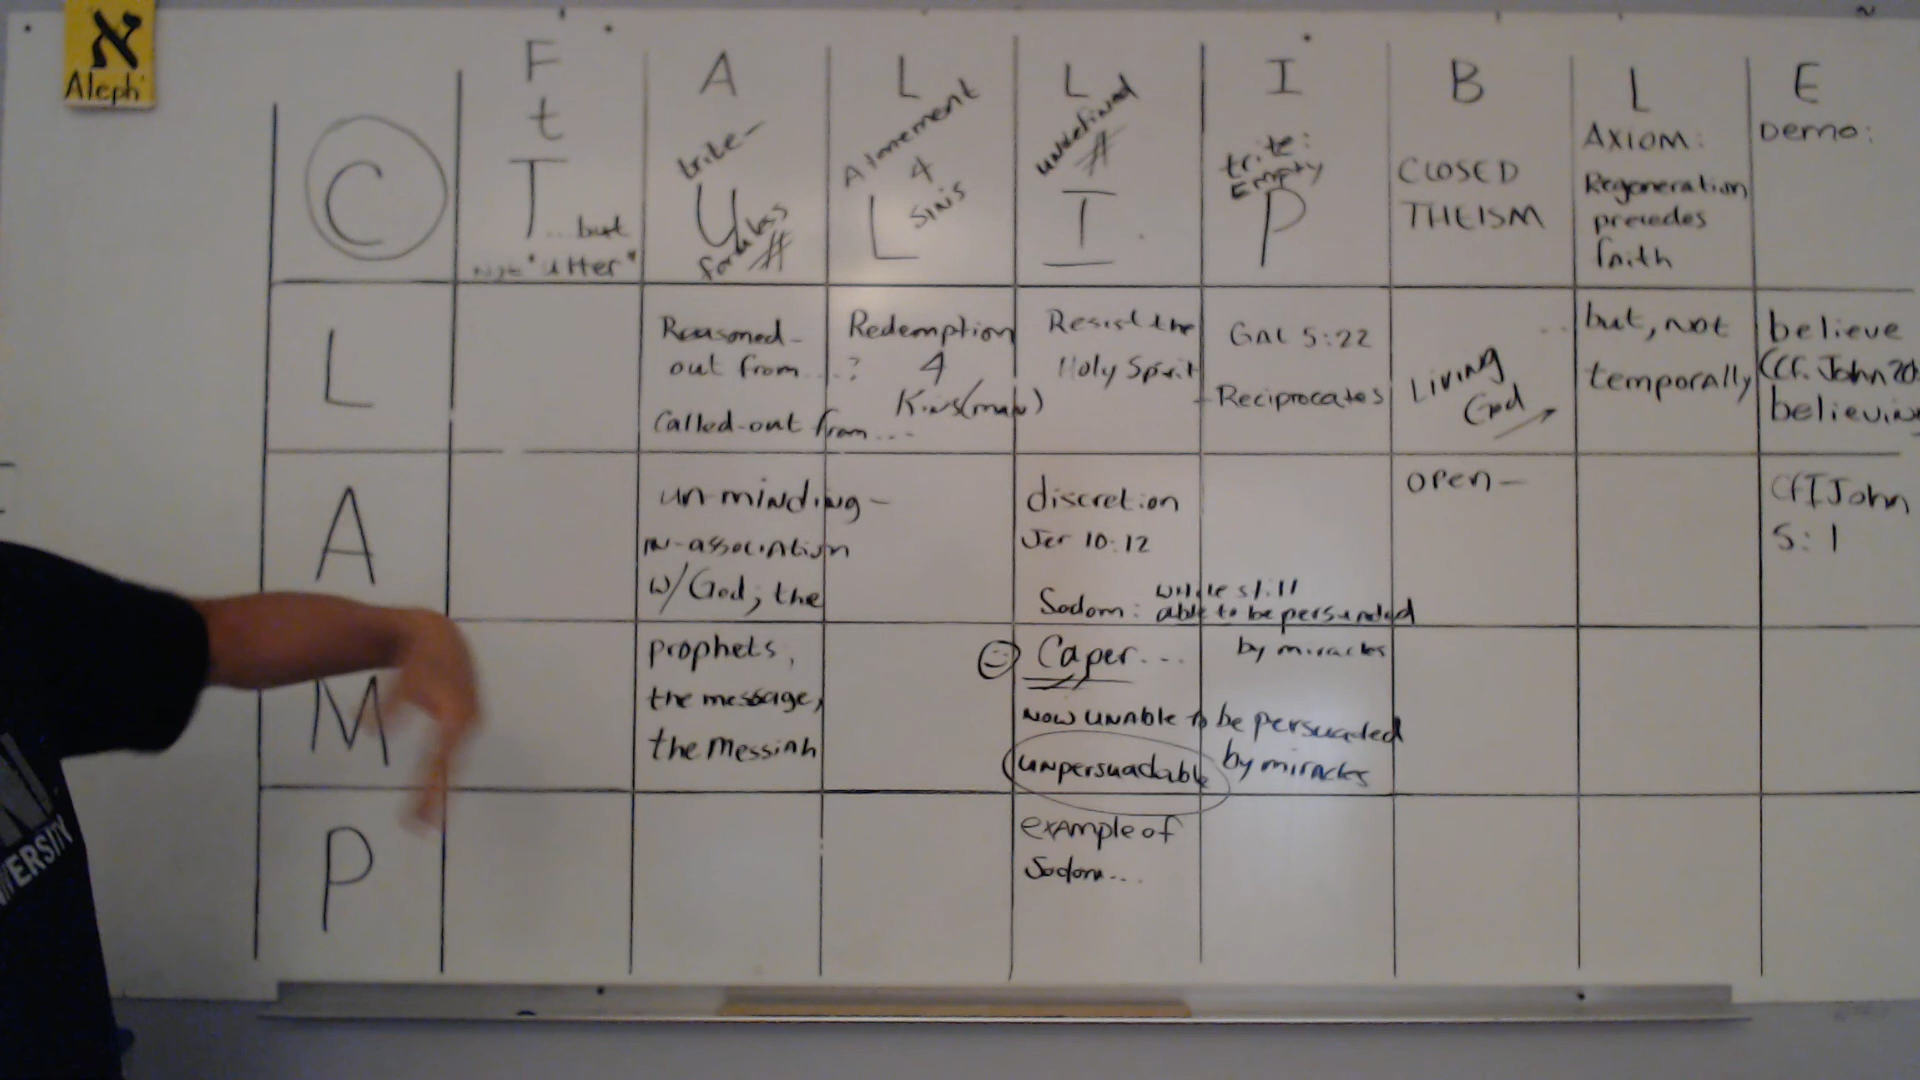 א
Aleph
F A L L I B L E
t
C
T ...but
not "utter"
trite-
U
formulas
#
Atonement
4
L sins
undefined
#
I
trite:
Empty
P
CLOSED
THEISM
AXIOM:
Regeneration
precedes
faith
Demo:
L
Reasoned-
out from ...?
Called-out from ...
Redemption
4
Kins(man)
Resist the
Holy Spirit
GAL 5:22
Reciprocates
Living
God
... but, not
temporally
believe
(Cf. John 20
believing
A
un-minding-
in-association
w/God; the
discretion
Jer 10:12
Sodom: while still
able to be persuaded
by miracles
open-
Cf I John
5:1
M
prophets,
the message,
the Messiah
Caper...
now unable to be persuaded
by miracles
unpersuadable
P
example of
Sodom...
VERSITY